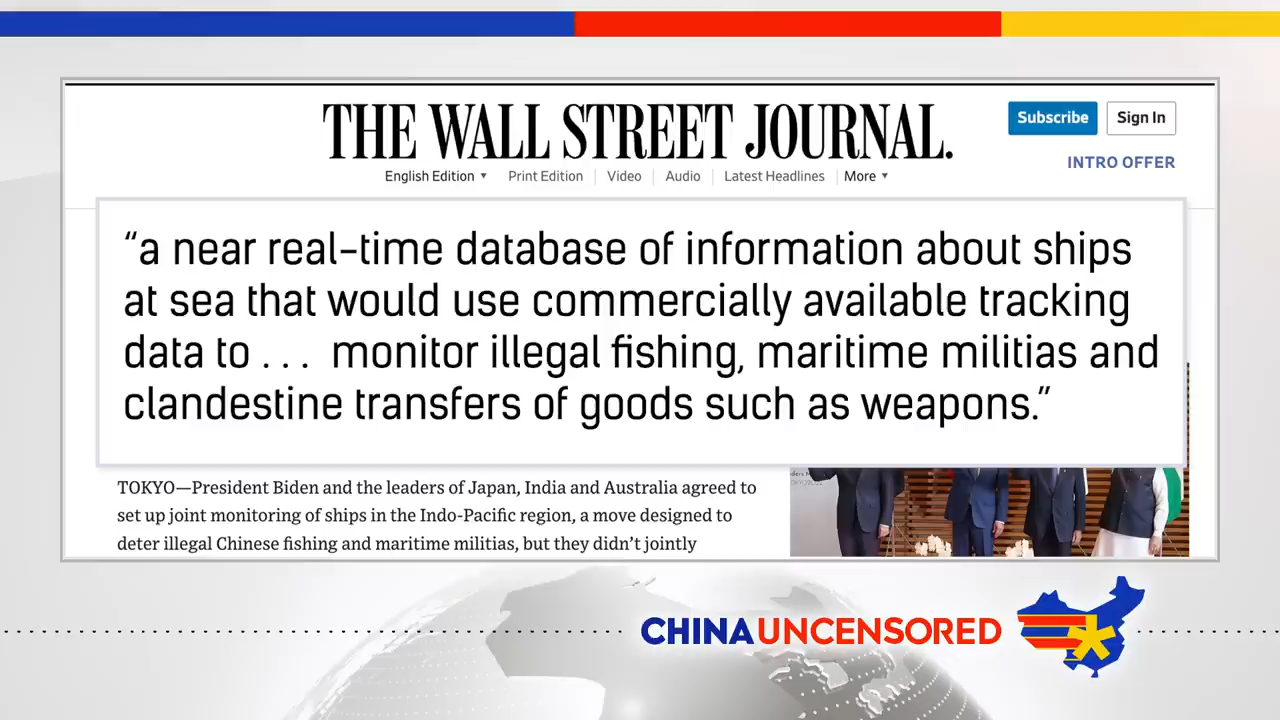 THE WALL STREET JOURNAL.
Subscribe
Sign In
INTRO OFFER
English Edition
Print Edition
Video
Audio
Latest Headlines
More
“a near real-time database of information about ships
at sea that would use commercially available tracking
data to . . . monitor illegal fishing, maritime militias and
clandestine transfers of goods such as weapons.”
TOKYO—President Biden and the leaders of Japan, India and Australia agreed to
set up joint monitoring of ships in the Indo-Pacific region, a move designed to
deter illegal Chinese fishing and maritime militias, but they didn’t jointly
CHINA UNCENSORED